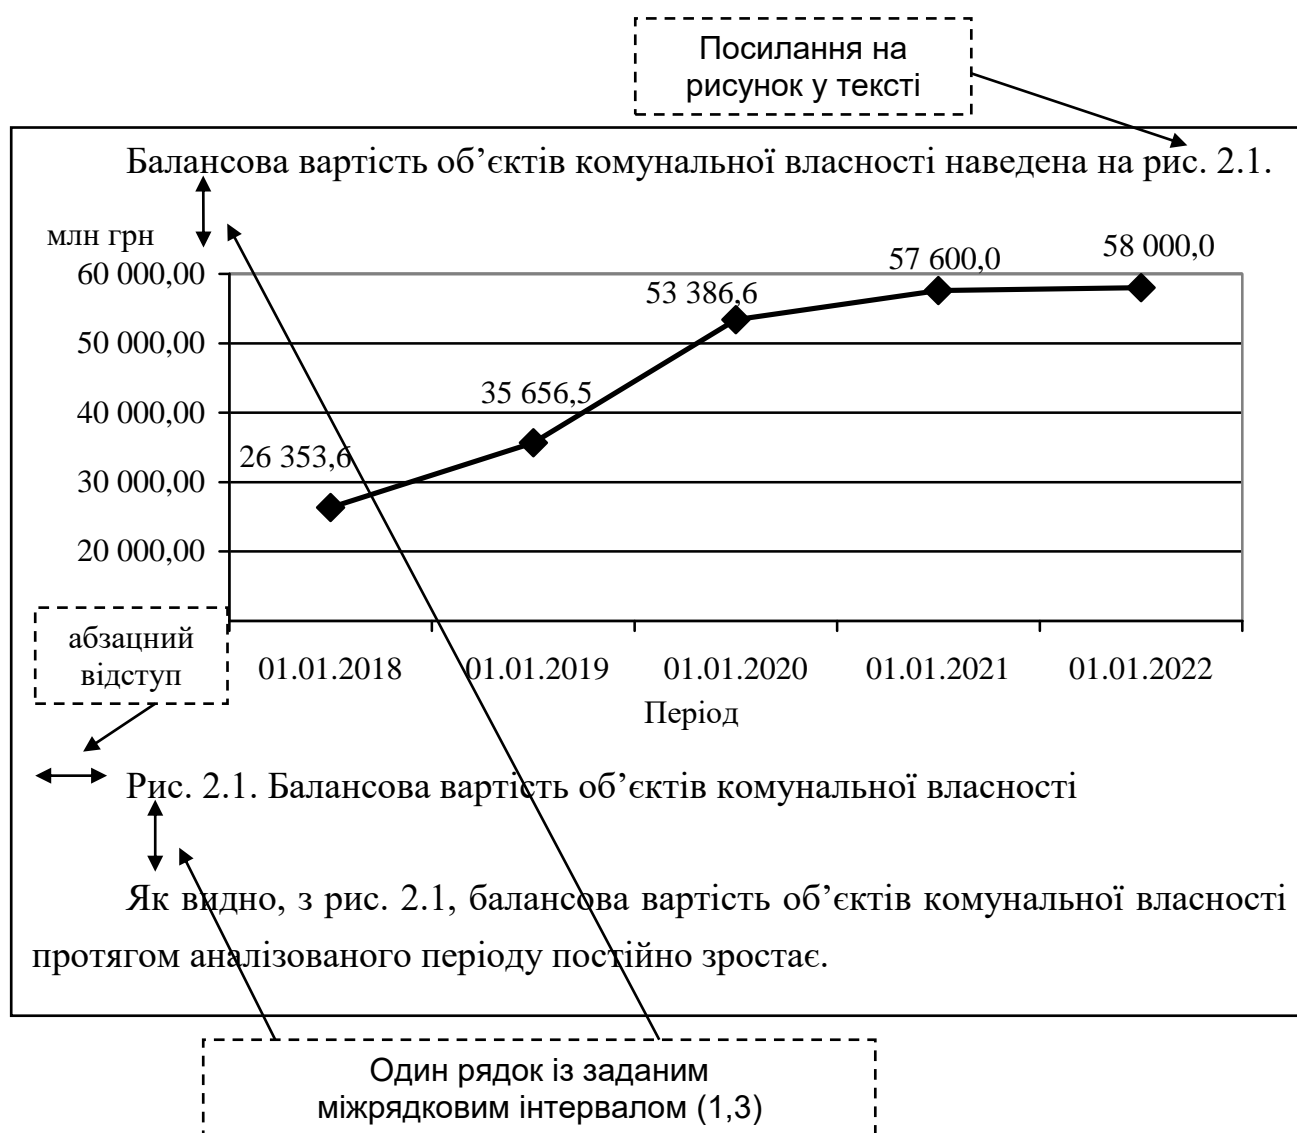 Посилання на
рисунок у тексті
Балансова вартість об’єктів комунальної власності наведена на рис. 2.1.
млн грн
60 000,00
50 000,00
40 000,00
30 000,00
20 000,00
26 353,6
35 656,5
53 386,6
57 600,0
58 000,0
абзацний
відступ
01.01.2018 01.01.2019 01.01.2020 01.01.2021 01.01.2022
Період
Рис. 2.1. Балансова вартість об’єктів комунальної власності
Як видно, з рис. 2.1, балансова вартість об’єктів комунальної власності
протягом аналізованого періоду постійно зростає.
Один рядок із заданим
міжрядковим інтервалом (1,3)